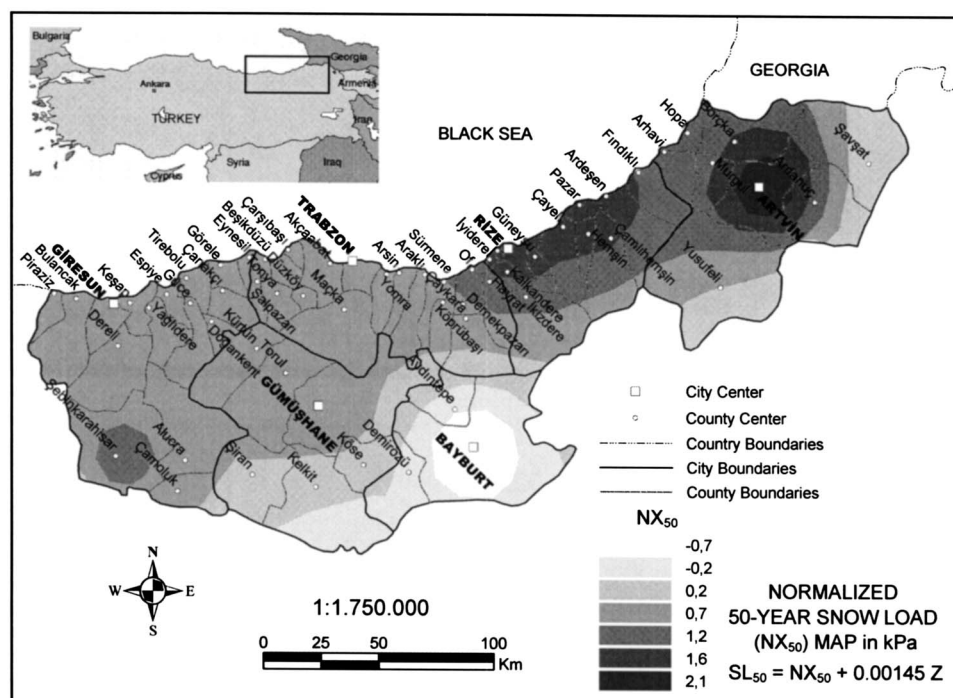 Bulgaria
Georgia
Ankara
Armenia
TURKEY
Iran
Syria
Iraq
Cyprus
BLACK SEA
GEORGIA
Hopa
Borçka
Arhavi
Şavşat
Fındıklı
Murgul
Ardanuç
ARTVİN
Ardeşen
Pazar
Çayeli
Hemşin
Çamlıhemşin
Yusufeli
Güneysu
RİZE
İyidere
Of
Kalkandere
İkizdere
Hayrat
Sürmene
Araklı
Arsin
Çaykara
Dernekpazarı
Köprübaşı
Yomra
TRABZON
Akçaabat
Çarşıbaşı
Beşikdüzü
Eynesil
Maçka
Düzköy
Tonya
Şalpazarı
Görele
Çanakçı
Tirebolu
Güce
Espiye
Keşap
Yağlıdere
GİRESUN
Bulancak
Piraziz
Dereli
Kürtün
Torul
Doğankent
GÜMÜŞHANE
Aydıntepe
BAYBURT
Demirözü
Köse
Kelkit
Şiran
Alucra
Çamoluk
Şebinkarahisar
City Center
County Center
Country Boundaries
City Boundaries
County Boundaries
NX50
-0,7
-0,2
0,2
0,7
1,2
1,6
2,1
NORMALIZED
50-YEAR SNOW LOAD
(NX50) MAP in kPa
SL50 = NX50 + 0.00145 Z
N
W E
S
1:1.750.000
0 25 50 100
Km